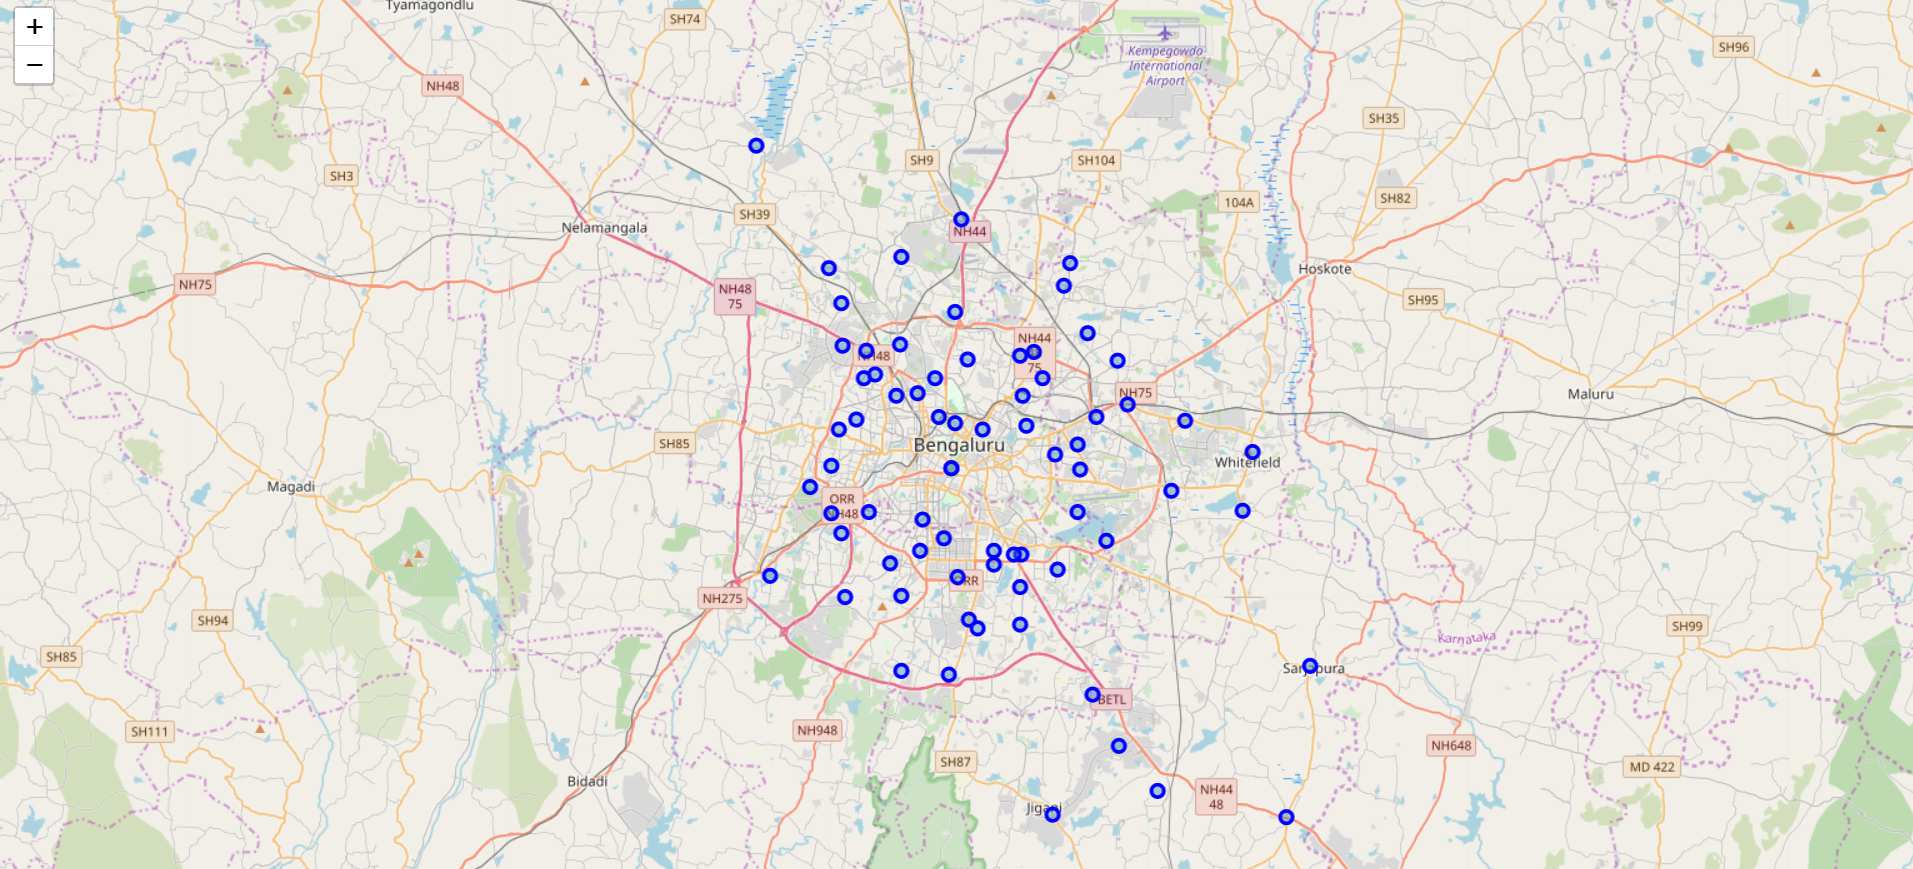 Tyamagondlu
+
−
SH74
Kempegowda
International
Airport
SH96
NH48
SH35
SH9
SH104
SH3
SH82
104A
SH39
Nelamangala
NH44
Hoskote
NH75
NH48
75
SH95
NH44
75
NH48
NH75
Maluru
SH85
Bengaluru
Whitefield
Magadi
ORR
NH48
NH275
ORR
SH94
SH99
Karnataka
SH85
Sarjapura
BETL
SH111
NH948
NH648
SH87
MD 422
Bidadi
NH44
48
Jigani